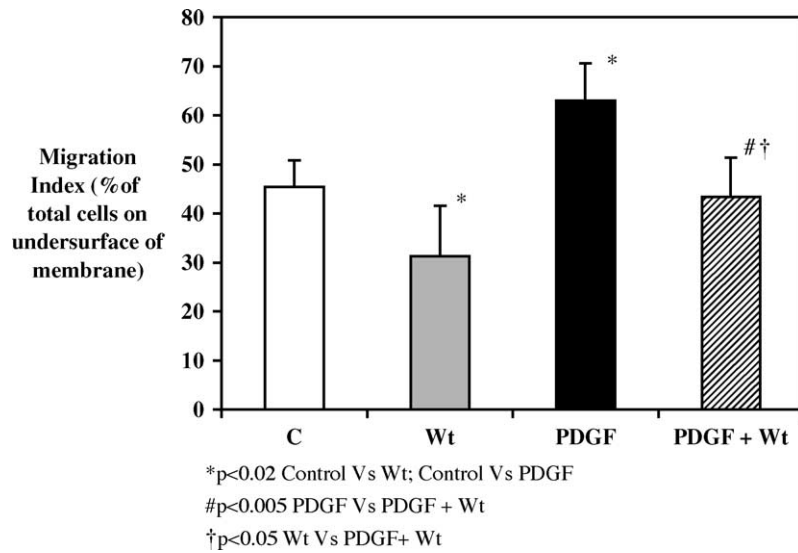 80
70
60
50
40
30
20
10
0
Migration
Index (% of
total cells on
undersurface of
membrane)
*
*
# †
C Wt PDGF PDGF + Wt
*p<0.02 Control Vs Wt; Control Vs PDGF
#p<0.005 PDGF Vs PDGF + Wt
†p<0.05 Wt Vs PDGF+ Wt